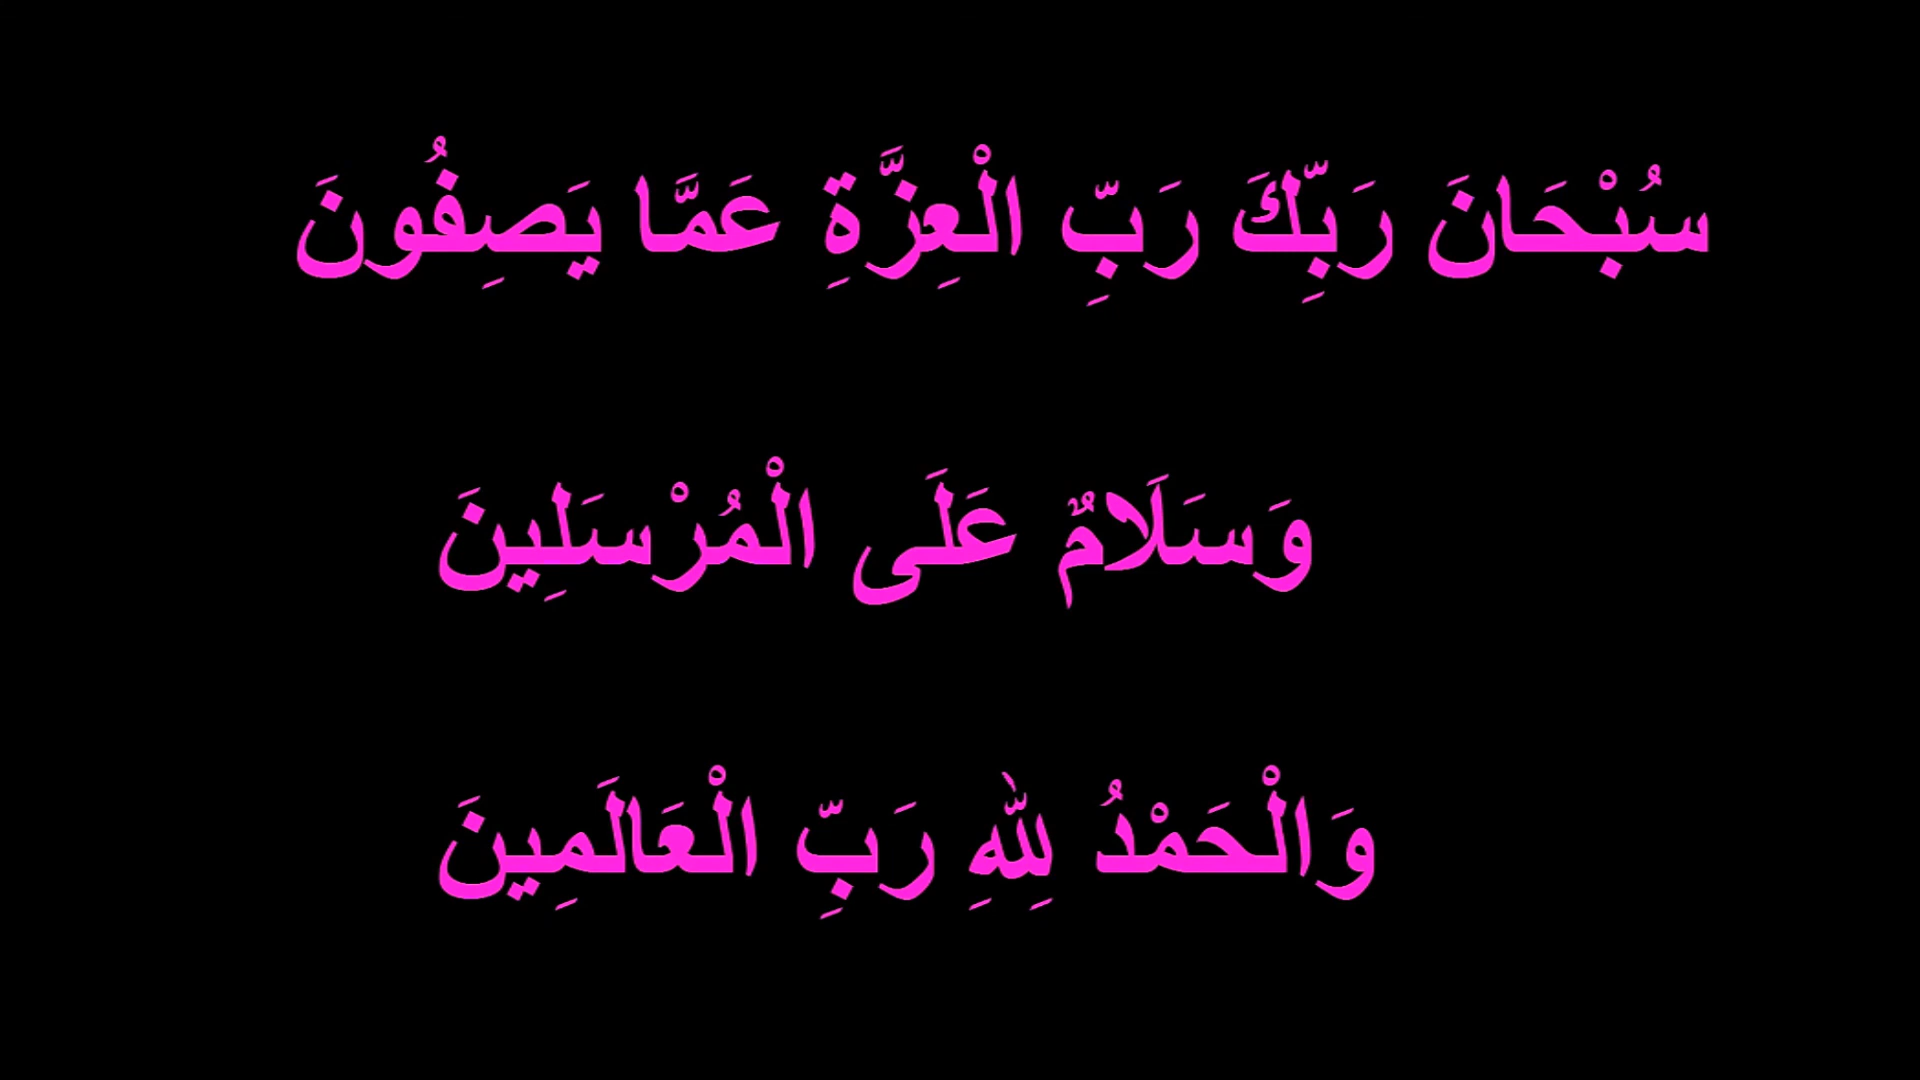 سُبْحَانَ رَبِّكَ رَبِّ الْعِزَّةِ عَمَّا يَصِفُونَ
وَسَلَامٌ عَلَى الْمُرْسَلِينَ
وَالْحَمْدُ لِلَّهِ رَبِّ الْعَالَمِينَ